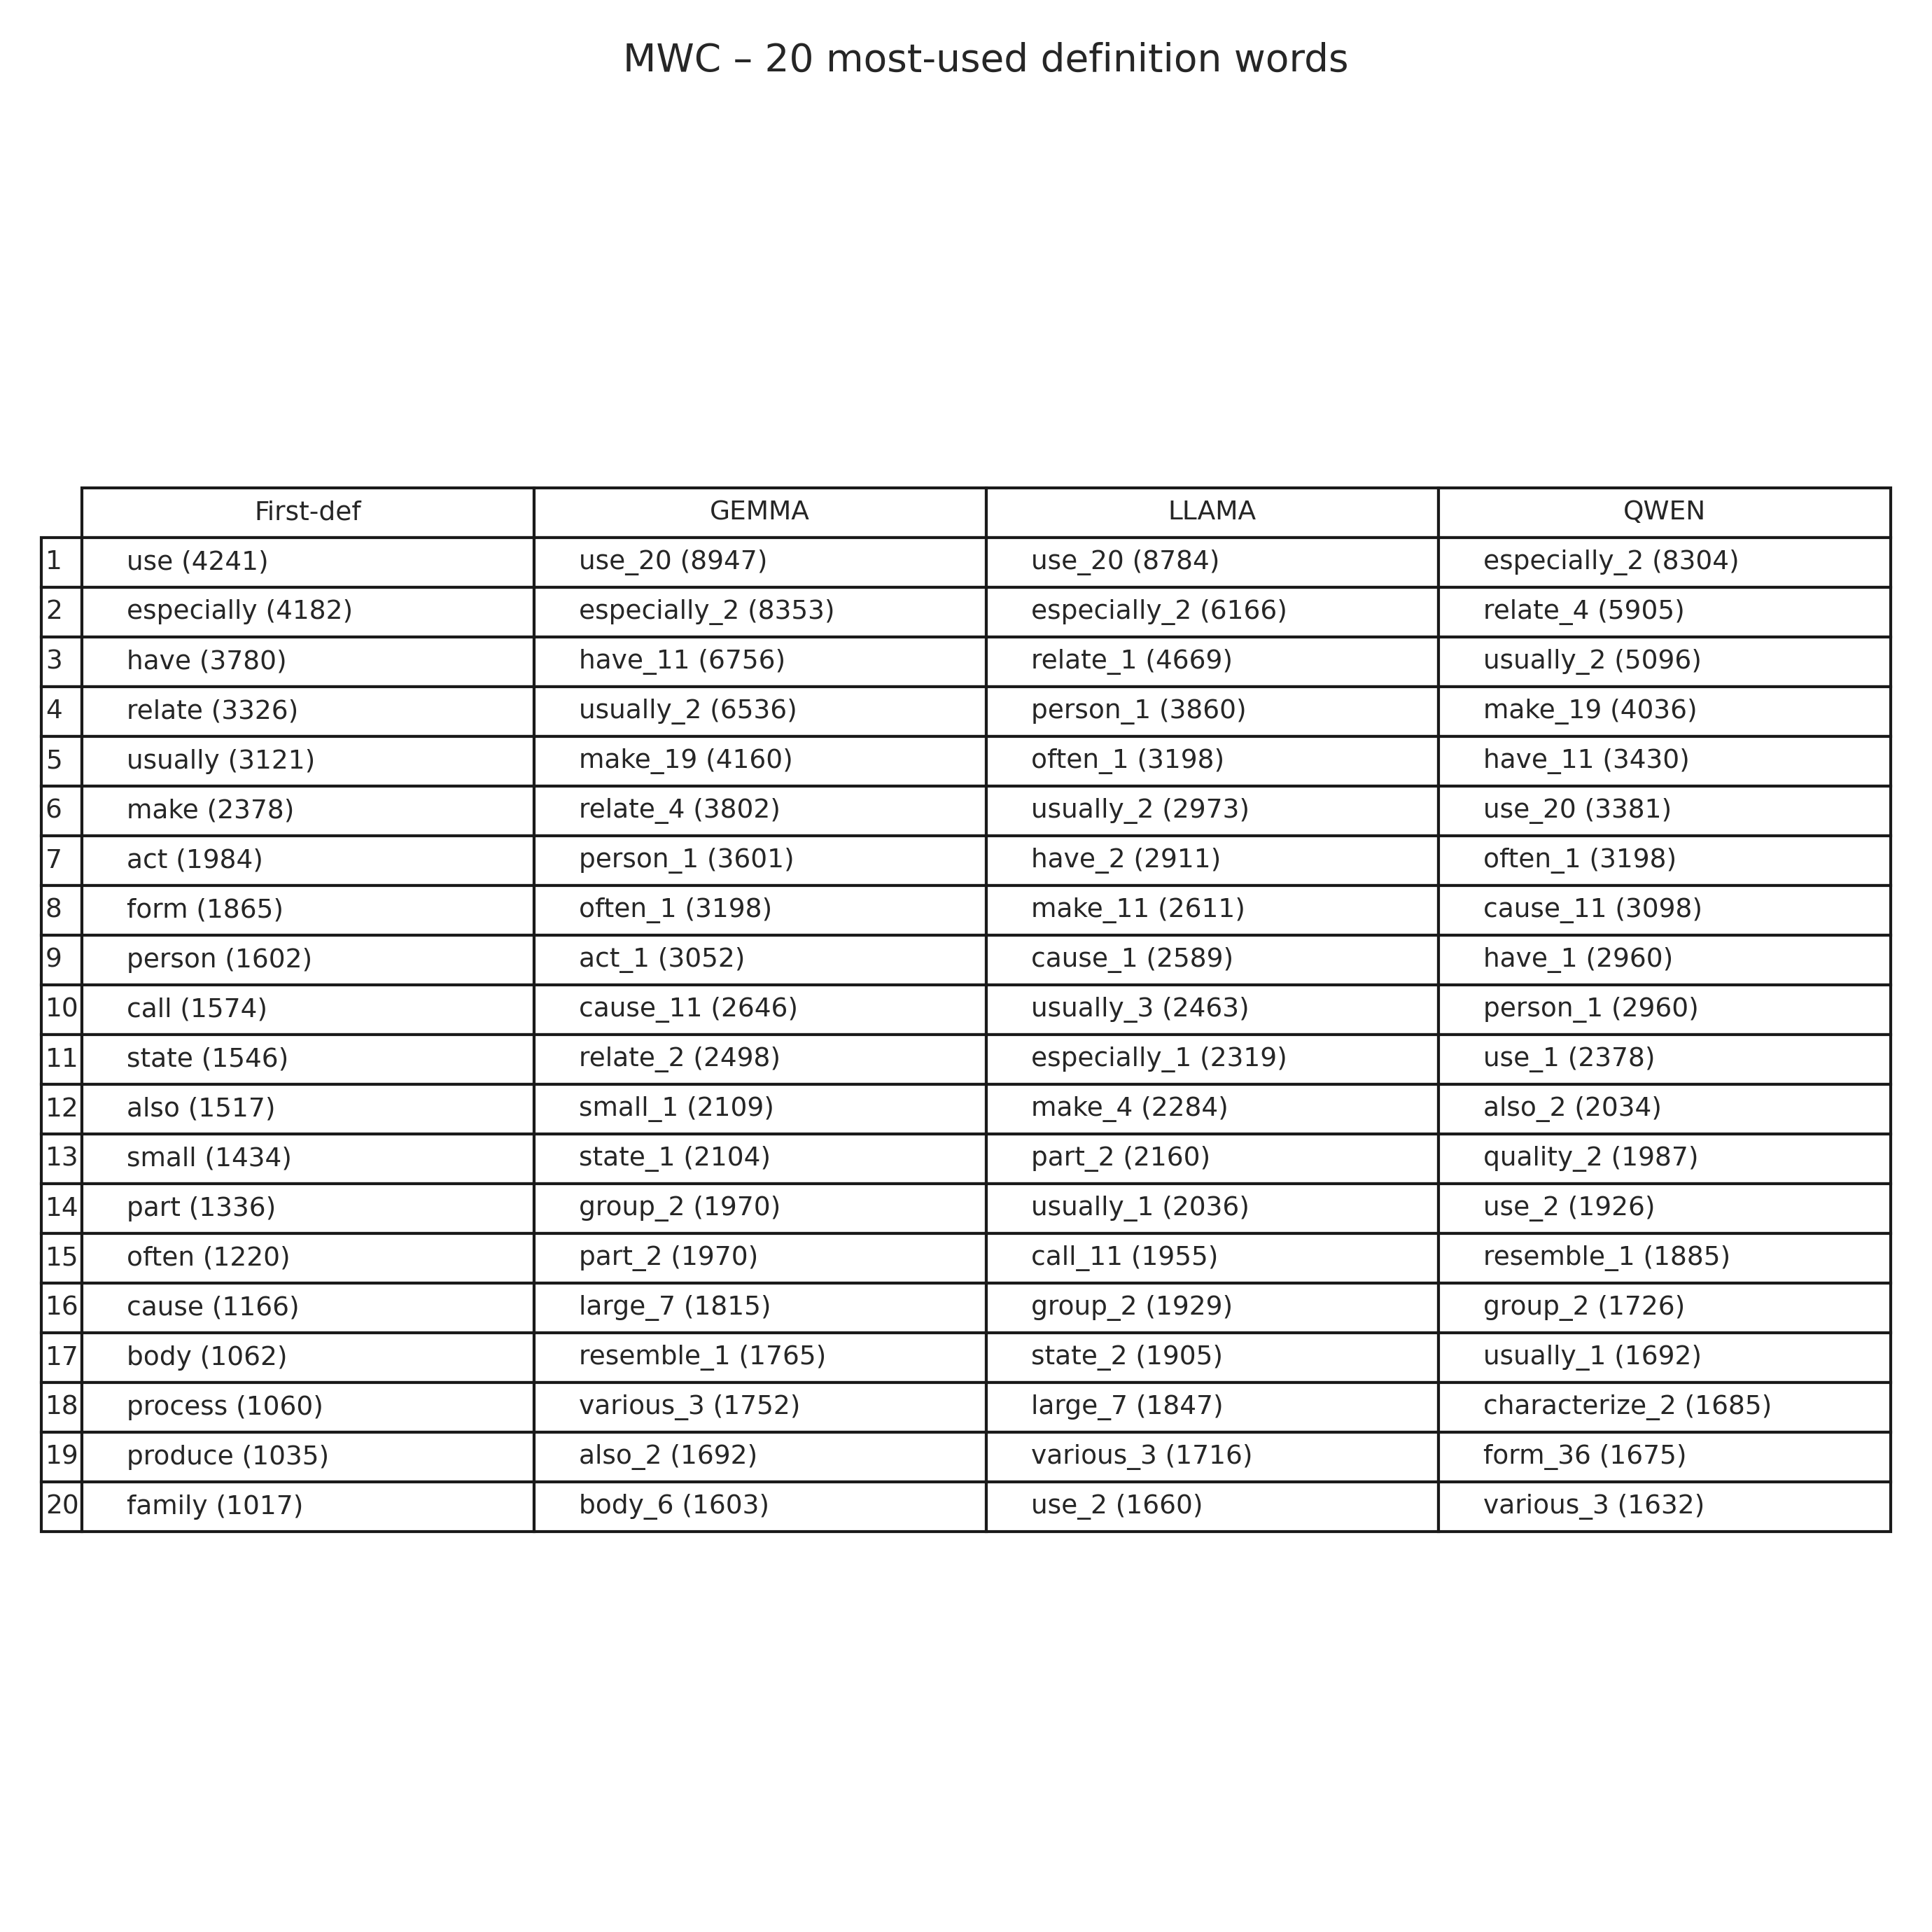 MWC – 20 most-used definition words
First-def GEMMA LLAMA QWEN
1 use (4241) use_20 (8947) use_20 (8784) especially_2 (8304)
2 especially (4182) especially_2 (8353) especially_2 (6166) relate_4 (5905)
3 have (3780) have_11 (6756) relate_1 (4669) usually_2 (5096)
4 relate (3326) usually_2 (6536) person_1 (3860) make_19 (4036)
5 usually (3121) make_19 (4160) often_1 (3198) have_11 (3430)
6 make (2378) relate_4 (3802) usually_2 (2973) use_20 (3381)
7 act (1984) person_1 (3601) have_2 (2911) often_1 (3198)
8 form (1865) often_1 (3198) make_11 (2611) cause_11 (3098)
9 person (1602) act_1 (3052) cause_1 (2589) have_1 (2960)
10 call (1574) cause_11 (2646) usually_3 (2463) person_1 (2960)
11 state (1546) relate_2 (2498) especially_1 (2319) use_1 (2378)
12 also (1517) small_1 (2109) make_4 (2284) also_2 (2034)
13 small (1434) state_1 (2104) part_2 (2160) quality_2 (1987)
14 part (1336) group_2 (1970) usually_1 (2036) use_2 (1926)
15 often (1220) part_2 (1970) call_11 (1955) resemble_1 (1885)
16 cause (1166) large_7 (1815) group_2 (1929) group_2 (1726)
17 body (1062) resemble_1 (1765) state_2 (1905) usually_1 (1692)
18 process (1060) various_3 (1752) large_7 (1847) characterize_2 (1685)
19 produce (1035) also_2 (1692) various_3 (1716) form_36 (1675)
20 family (1017) body_6 (1603) use_2 (1660) various_3 (1632)